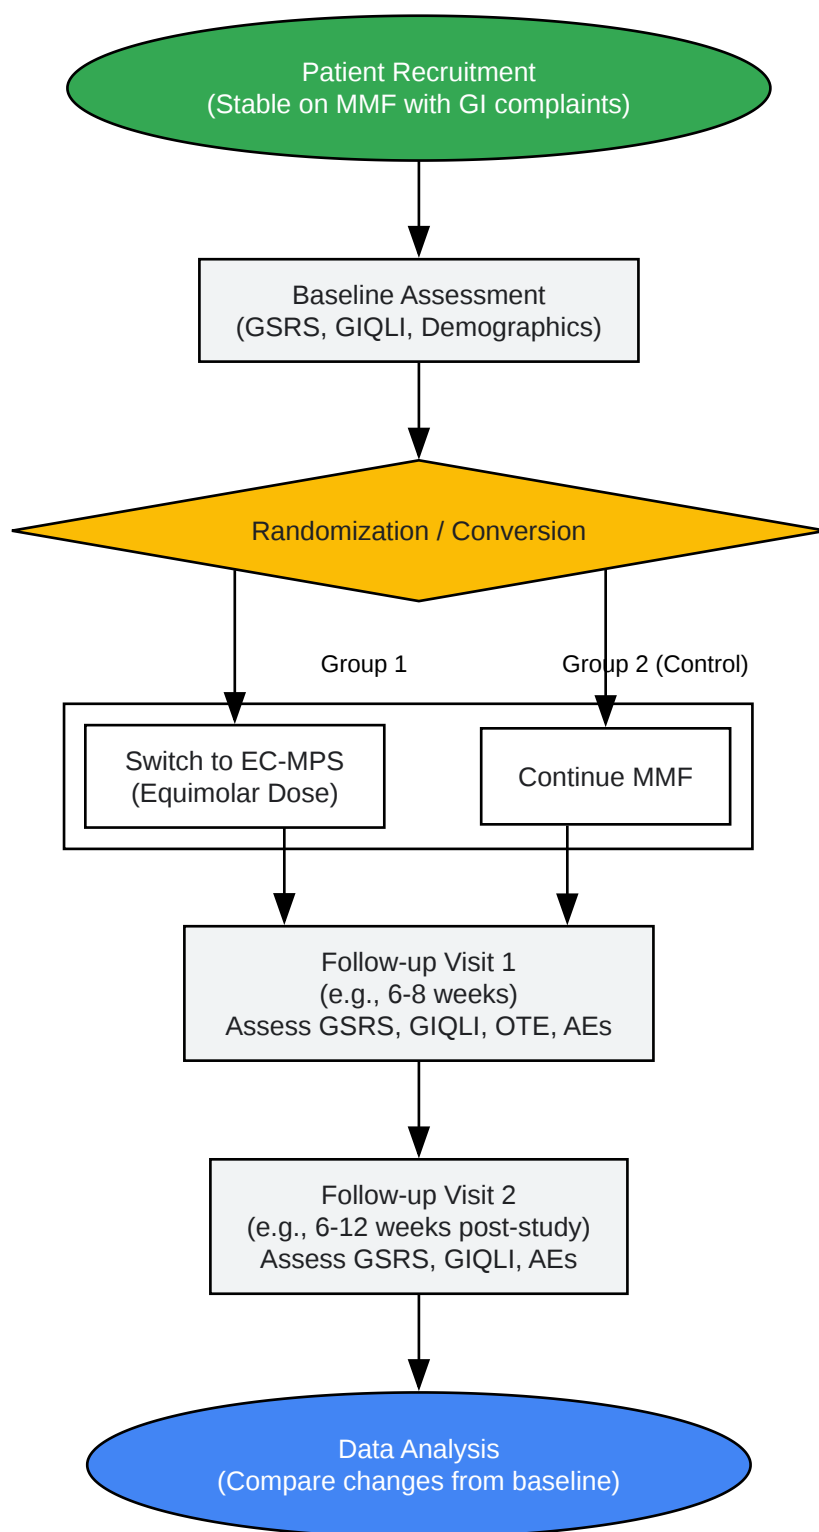 Patient Recruitment
(Stable on MMF with GI complaints)
Baseline Assessment
(GSRS, GIQLI, Demographics)
Randomization / Conversion
Group 1
Group 2 (Control)
Switch to EC-MPS
(Equimolar Dose)
Continue MMF
Follow-up Visit 1
(e.g., 6-8 weeks)
Assess GSRS, GIQLI, OTE, AEs
Follow-up Visit 2
(e.g., 6-12 weeks post-study)
Assess GSRS, GIQLI, AEs
Data Analysis
(Compare changes from baseline)